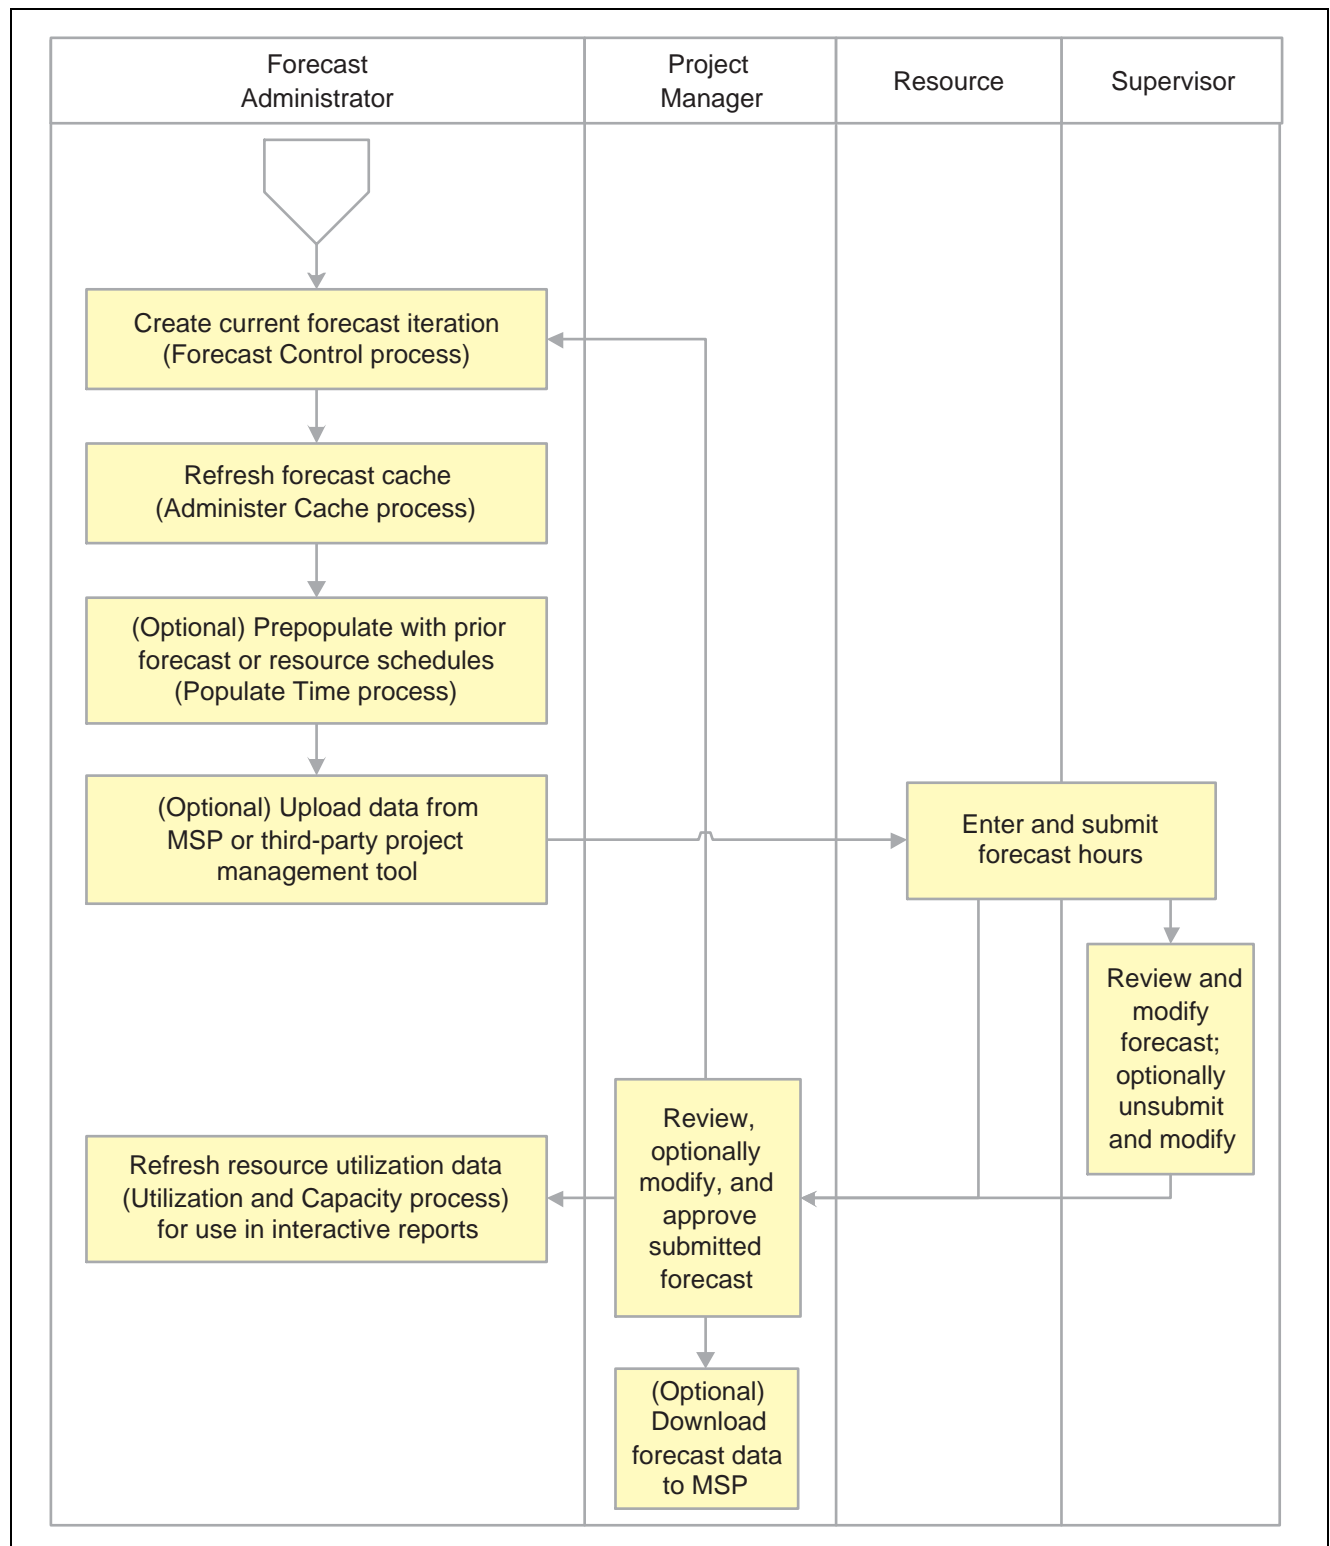 Forecast
Administrator
Project
Manager
Resource
Supervisor
Create current forecast iteration
(Forecast Control process)
Refresh forecast cache
(Administer Cache process)
(Optional) Prepopulate with prior
forecast or resource schedules
(Populate Time process)
(Optional) Upload data from
MSP or third-party project
management tool
Enter and submit
forecast hours
Review and
modify
forecast;
optionally
unsubmit
and modify
Review,
optionally
modify, and
approve
submitted
forecast
Refresh resource utilization data
(Utilization and Capacity process)
for use in interactive reports
(Optional)
Download
forecast data
to MSP